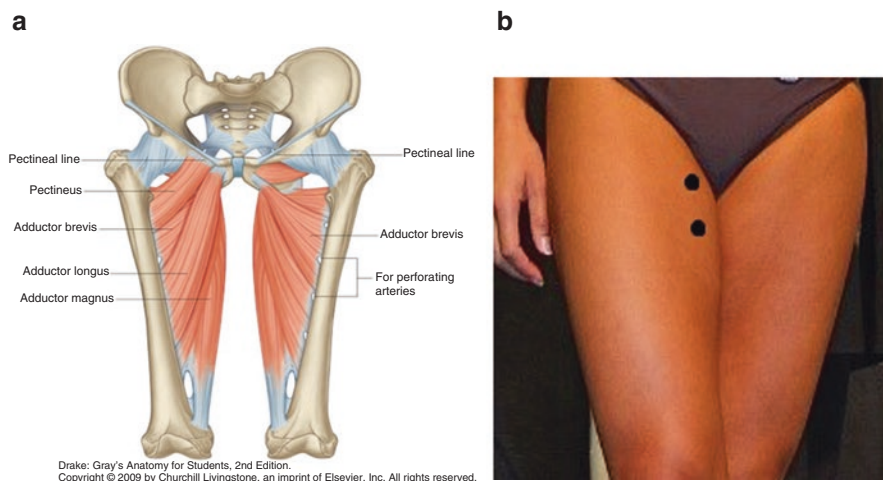 a
b
Pectineal line
Pectineal line
Pectineus
Adductor brevis
Adductor brevis
Adductor longus
For perforating
arteries
Adductor magnus
Drake: Gray's Anatomy for Students, 2nd Edition.
Copyright © 2009 by Churchill Livingstone, an imprint of Elsevier, Inc. All rights reserved.